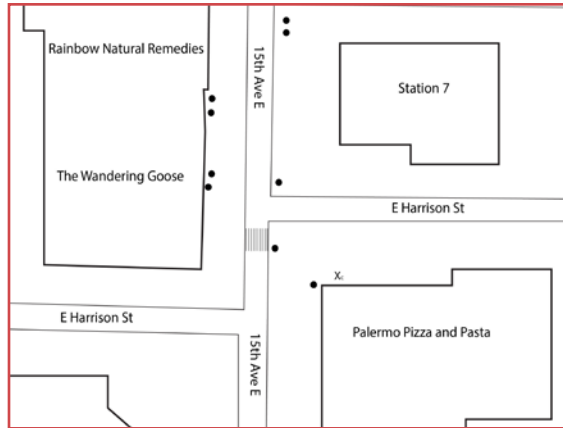 Rainbow Natural Remedies
15th Ave E
Station 7
The Wandering Goose
E Harrison St
X
E Harrison St
15th Ave E
Palermo Pizza and Pasta